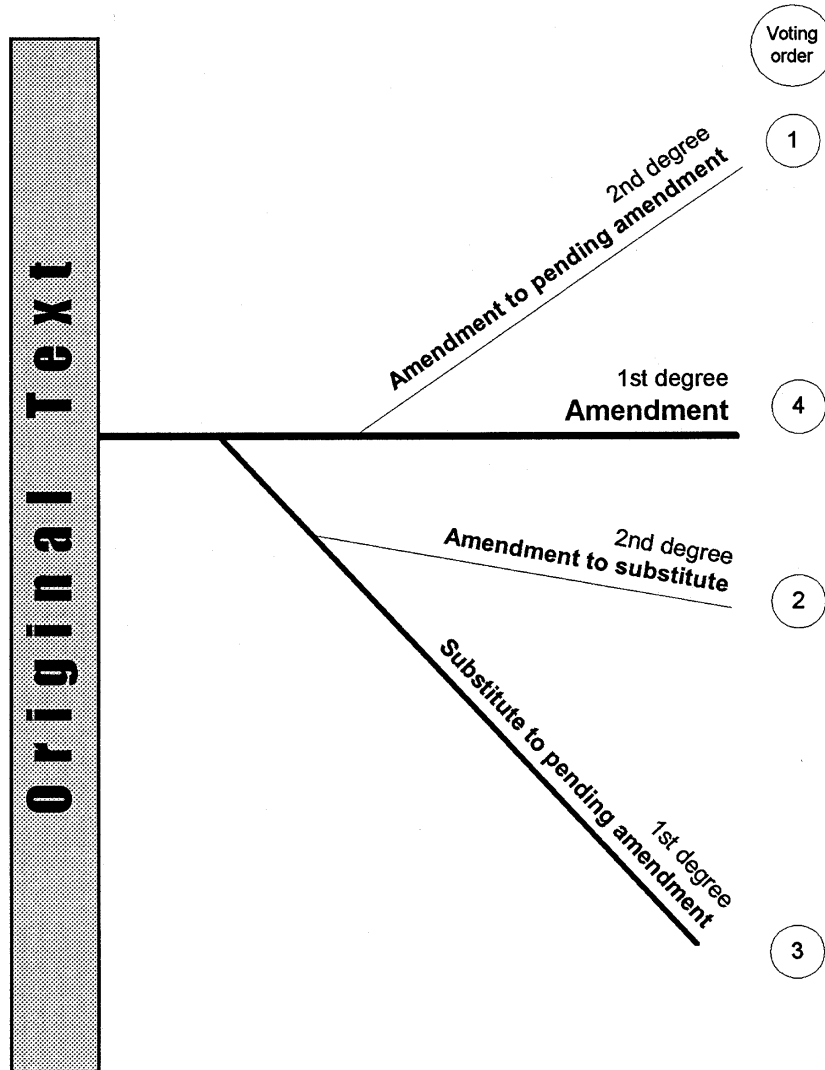 Voting
order
Original Text
2nd degree
Amendment to pending amendment
1
1st degree
Amendment
4
2nd degree
Amendment to substitute
2
1st degree
Substitute to pending amendment
3